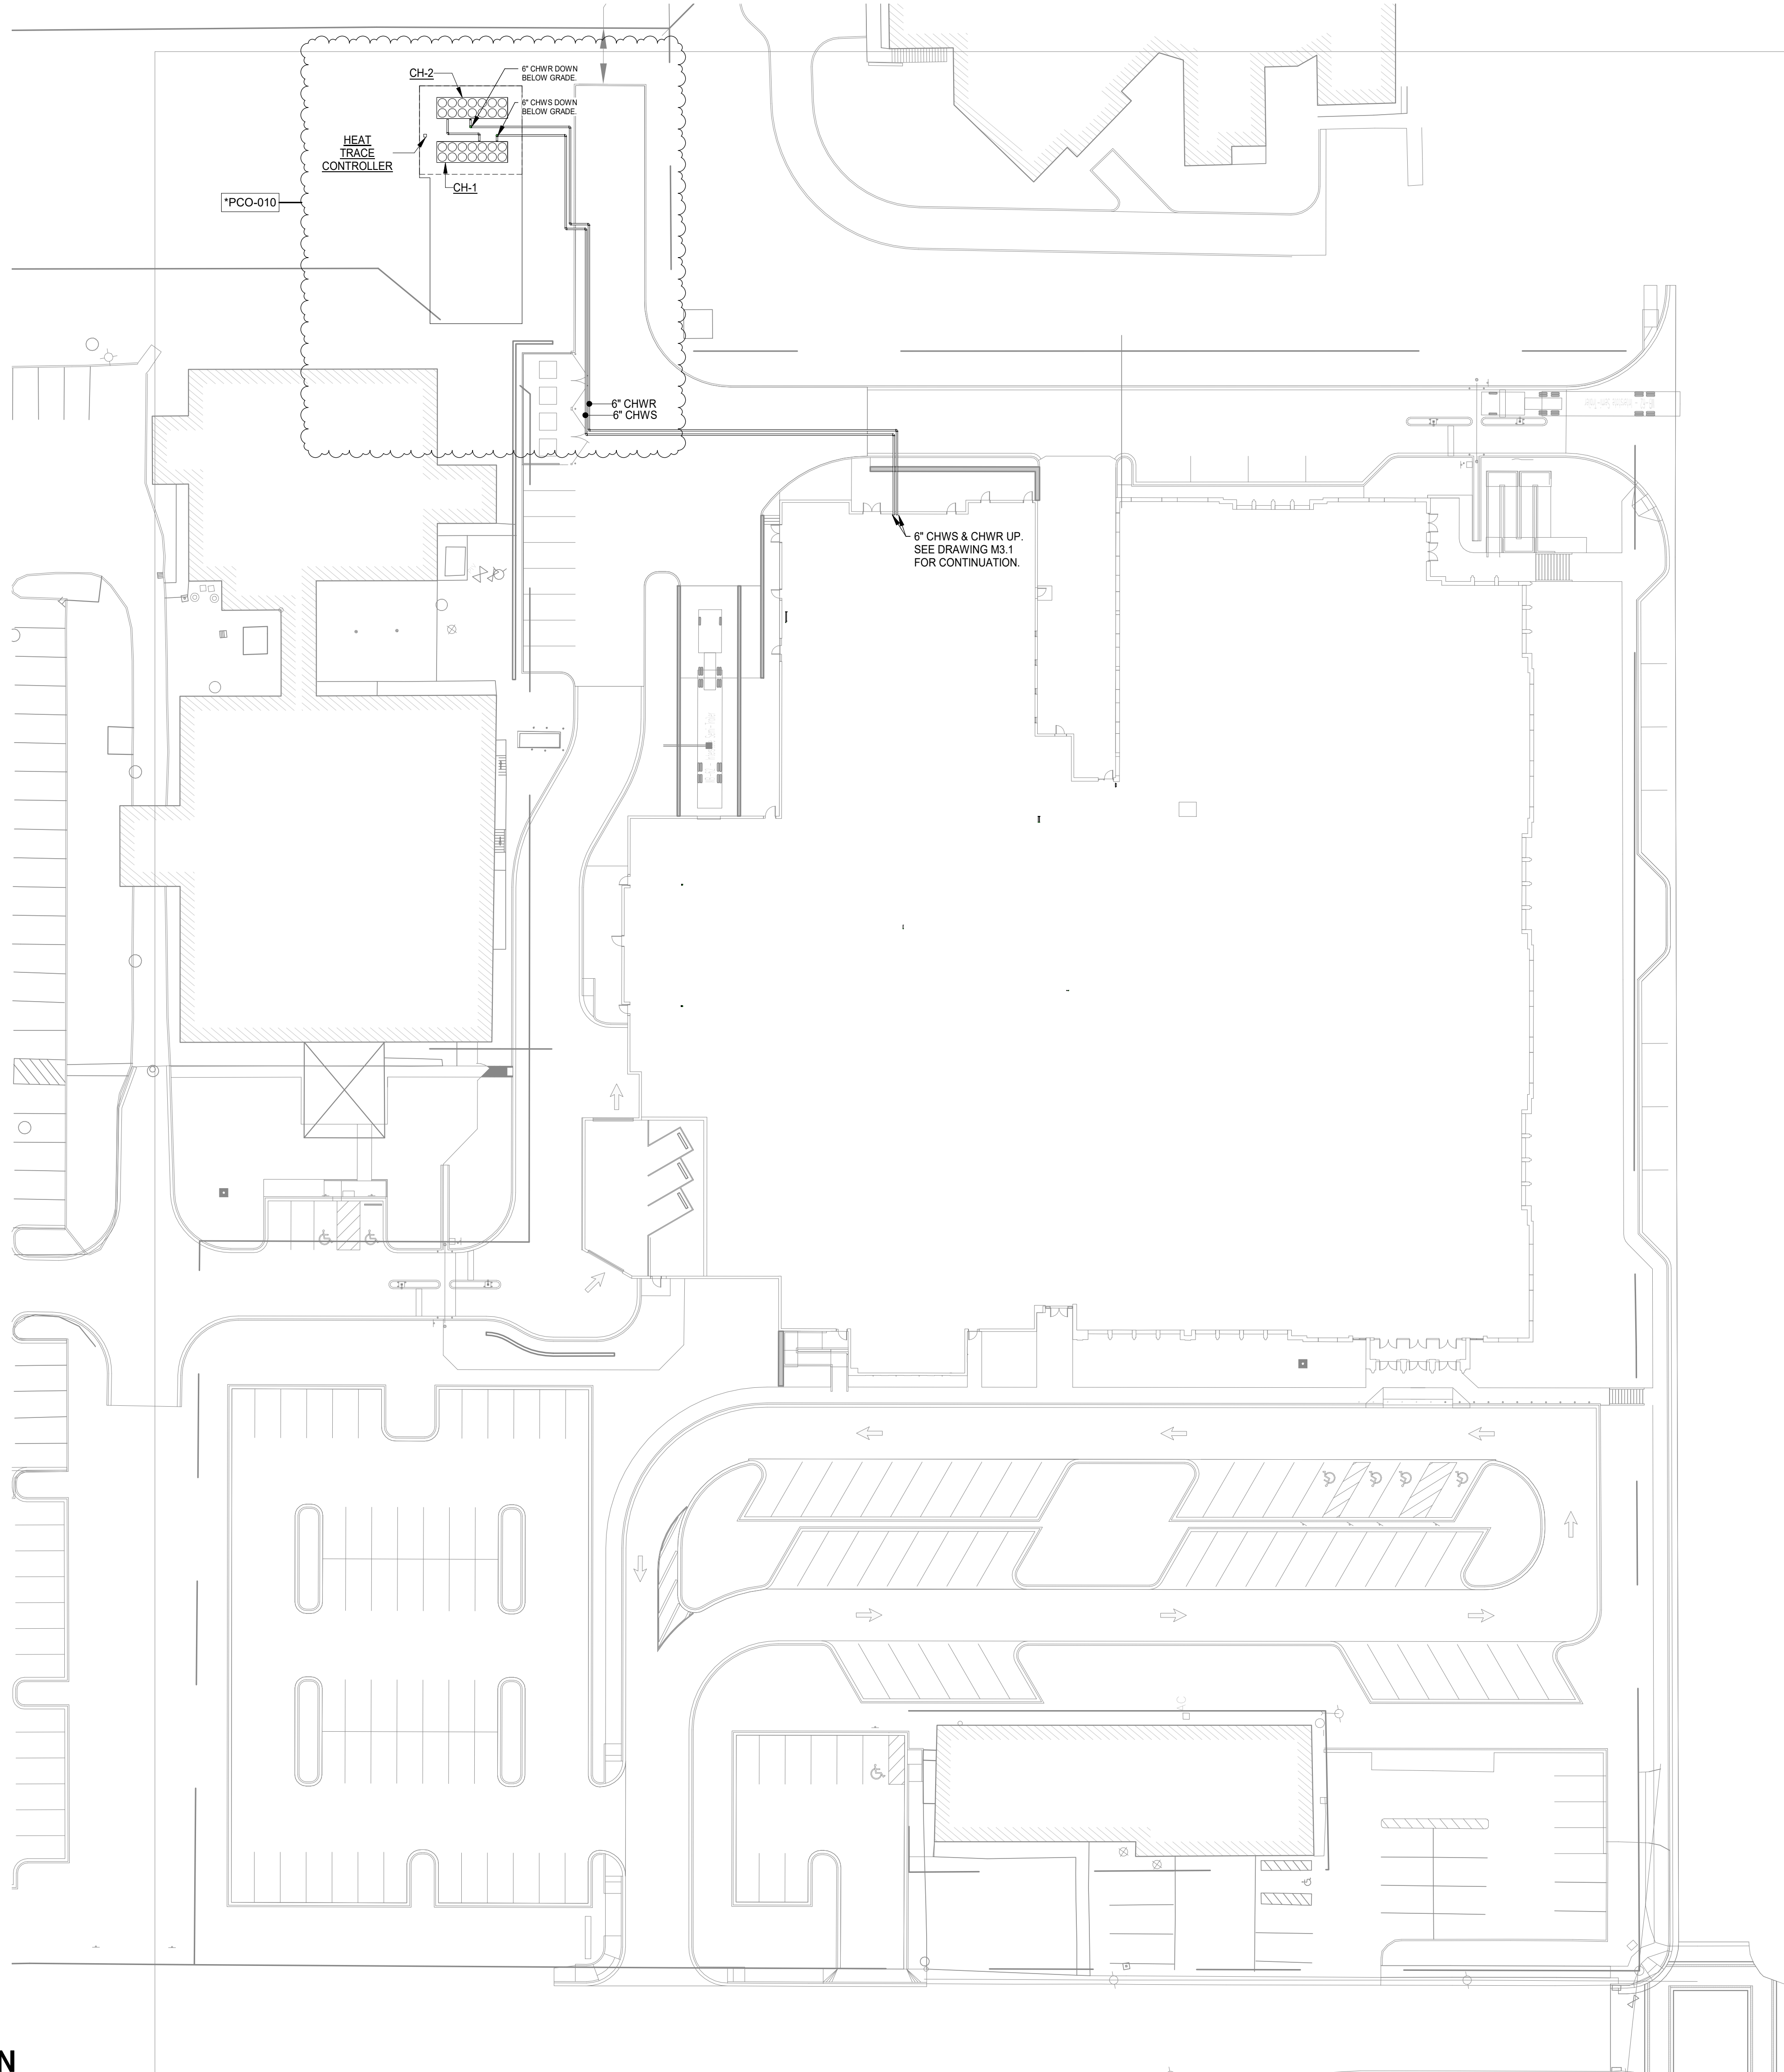 CH-2
6" CHWR DOWN
BELOW GRADE.
6" CHWS DOWN
BELOW GRADE.
HEAT
TRACE
CONTROLLER
CH-1
*PCO-010
6" CHWR
6" CHWS
6" CHWS & CHWR UP.
SEE DRAWING M3.1
FOR CONTINUATION.
N